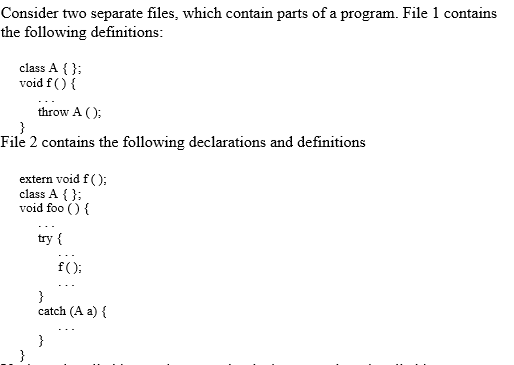 Consider two separate files, which contain parts of a program. File 1 contains
the following definitions:
class A { };
void f( ) {
. . .
throw A ( );
}
File 2 contains the following declarations and definitions
extern void f ( );
class A { };
void foo ( ) {
. . .
try {
. . .
f( );
. . .
}
catch (A a) {
. . .
}
}